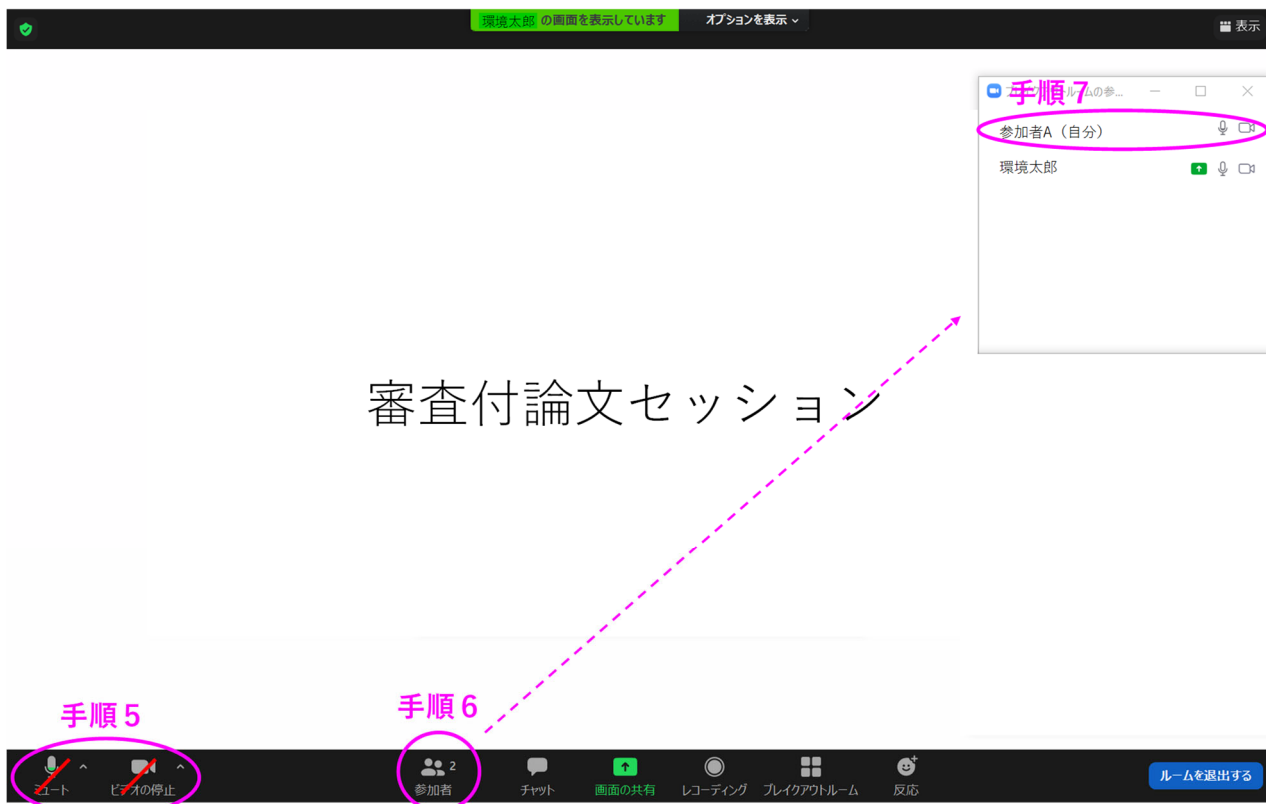 環境太郎 の画面を表示しています オプションを表示
表示
手順7
参加者A（自分）
環境太郎
審査付論文セッション
手順5
手順6
ミュート ビデオの停止 参加者 2 チャット 画面の共有 レコーディング ブレイクアウトルーム 反応 ルームを退出する